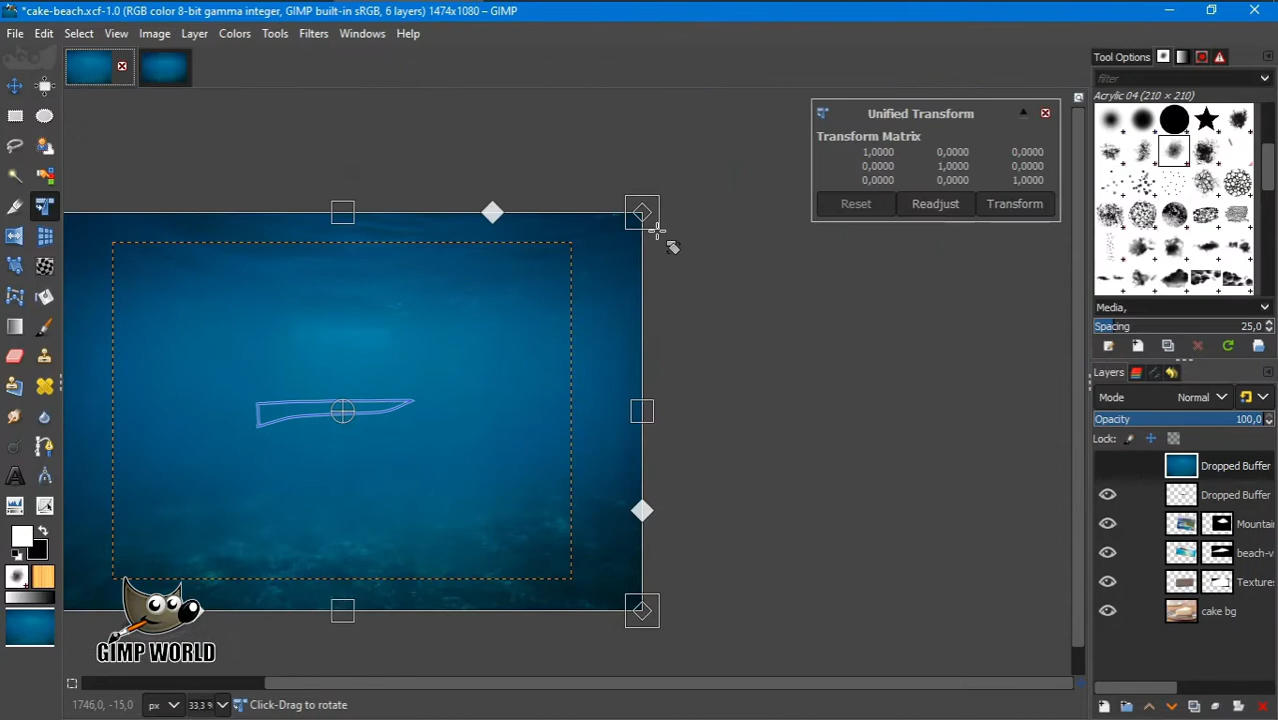 *cake-beach.xcf-1.0 (RGB color 8-bit gamma integer, GIMP built-in sRGB, 6 layers) 1474x1080 – GIMP
File Edit Select View Image Layer Colors Tools Filters Windows Help
Tool Options
filter
Acrylic 04 (210 × 210)
Unified Transform
Transform Matrix
1,0000 0,0000 0,0000
0,0000 1,0000 0,0000
0,0000 0,0000 1,0000
Reset Readjust Transform
Media,
Spacing 25,0
Layers
Mode Normal
Opacity 100,0
Lock:
Dropped Buffer
Dropped Buffer
Mountai
beach-v
Textures
cake bg
GIMP WORLD
1746,0, -15,0 px 33.3 % Click-Drag to rotate